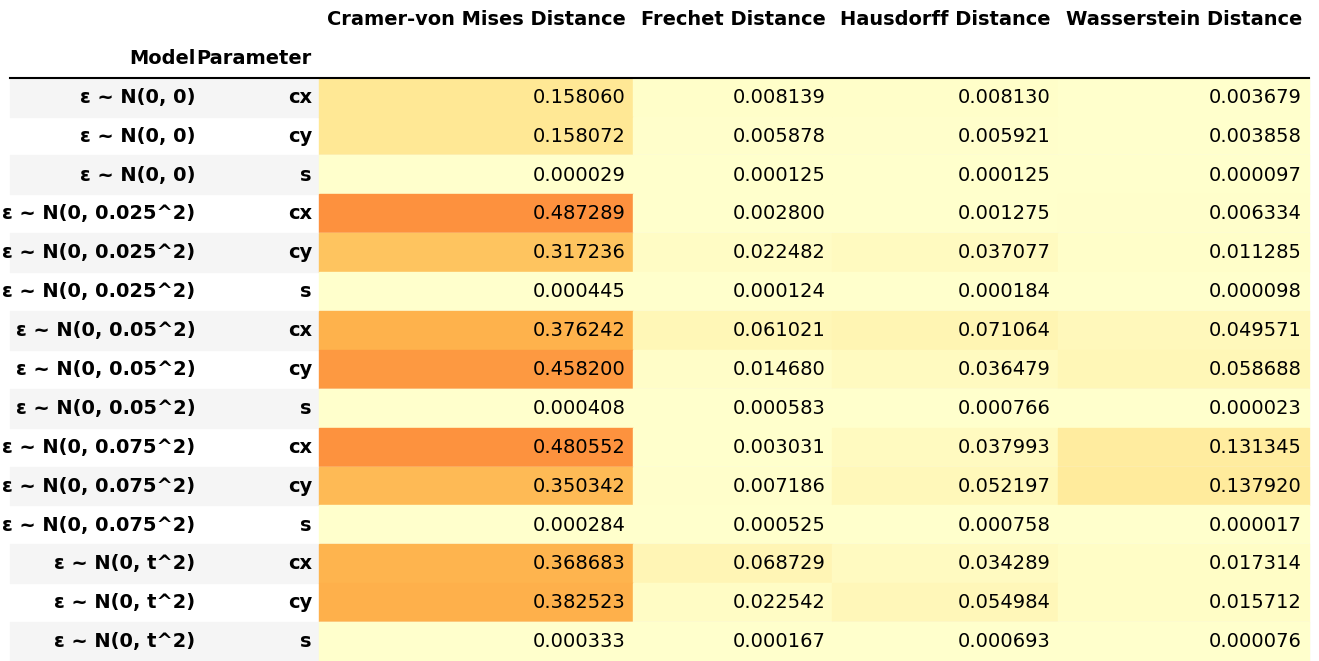 Cramer-von Mises Distance Frechet Distance Hausdorff Distance Wasserstein Distance
Model Parameter
ε ~ N(0, 0) cx 0.158060 0.008139 0.008130 0.003679
ε ~ N(0, 0) cy 0.158072 0.005878 0.005921 0.003858
ε ~ N(0, 0) s 0.000029 0.000125 0.000125 0.000097
ε ~ N(0, 0.025^2) cx 0.487289 0.002800 0.001275 0.006334
ε ~ N(0, 0.025^2) cy 0.317236 0.022482 0.037077 0.011285
ε ~ N(0, 0.025^2) s 0.000445 0.000124 0.000184 0.000098
ε ~ N(0, 0.05^2) cx 0.376242 0.061021 0.071064 0.049571
ε ~ N(0, 0.05^2) cy 0.458200 0.014680 0.036479 0.058688
ε ~ N(0, 0.05^2) s 0.000408 0.000583 0.000766 0.000023
ε ~ N(0, 0.075^2) cx 0.480552 0.003031 0.037993 0.131345
ε ~ N(0, 0.075^2) cy 0.350342 0.007186 0.052197 0.137920
ε ~ N(0, 0.075^2) s 0.000284 0.000525 0.000758 0.000017
ε ~ N(0, t^2) cx 0.368683 0.068729 0.034289 0.017314
ε ~ N(0, t^2) cy 0.382523 0.022542 0.054984 0.015712
ε ~ N(0, t^2) s 0.000333 0.000167 0.000693 0.000076